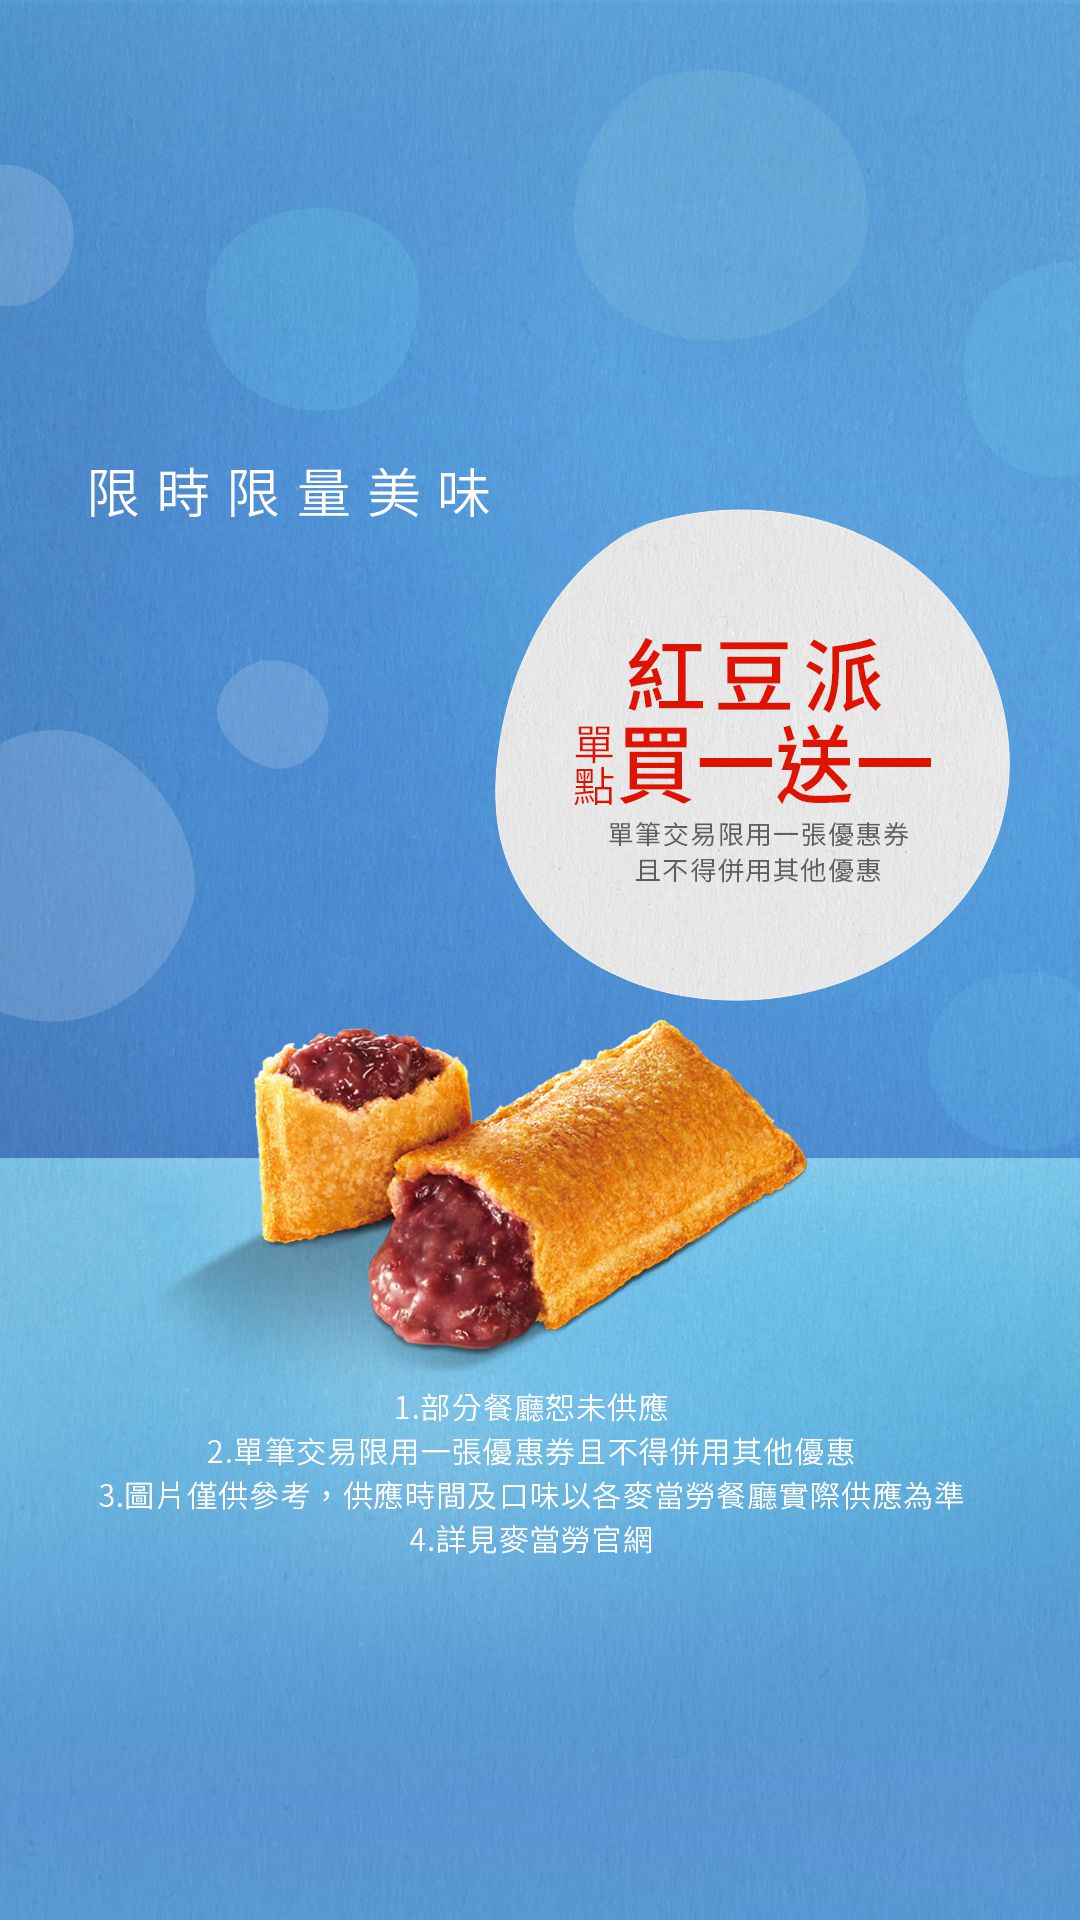 限時限量美味
紅豆派
單點買一送一
單筆交易限用一張優惠券
且不得併用其他優惠
1.部分餐廳恕未供應
2.單筆交易限用一張優惠券且不得併用其他優惠
3.圖片僅供參考，供應時間及口味以各麥當勞餐廳實際供應為準
4.詳見麥當勞官網